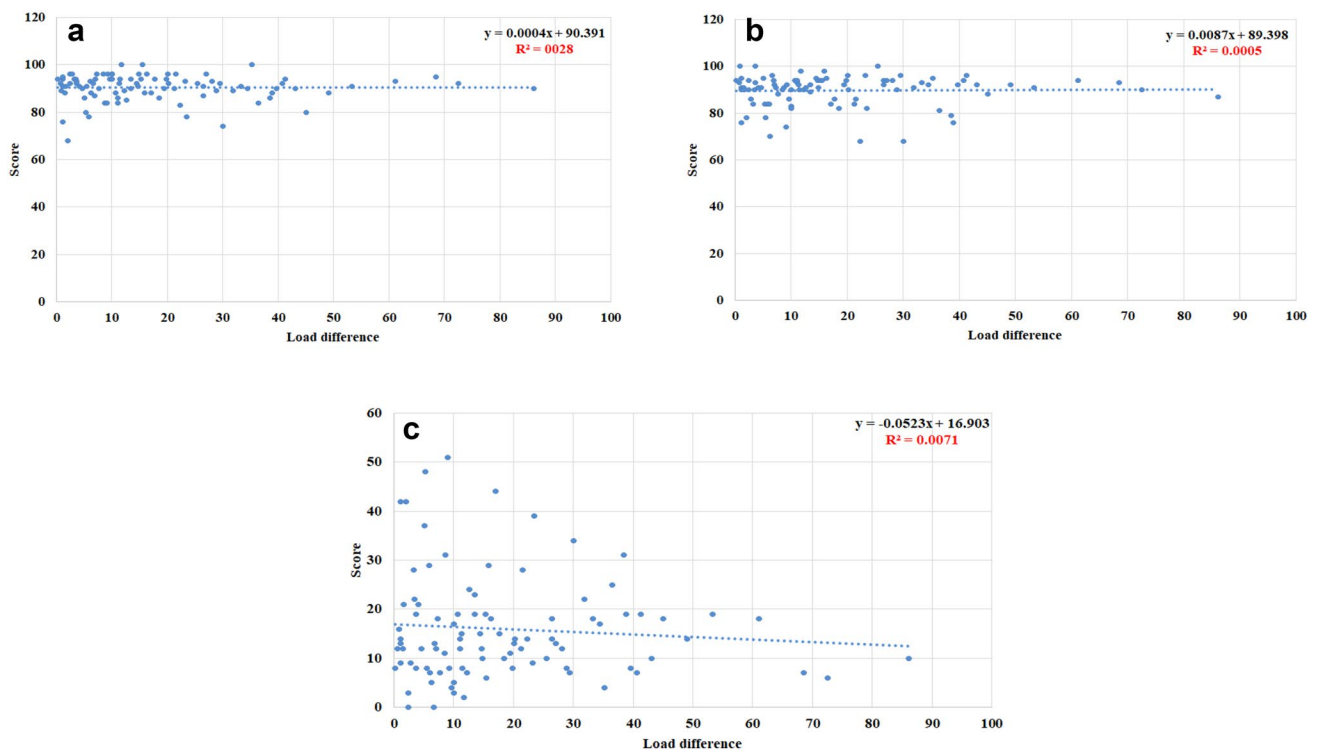 a
y = 0.0004x + 90.391
R² = 0028
120
100
80
60
40
20
0
Score
0 10 20 30 40 50 60 70 80 90 100
Load difference
b
y = 0.0087x + 89.398
R² = 0.0005
120
100
80
60
40
20
0
Score
0 10 20 30 40 50 60 70 80 90 100
Load difference
c
y = -0.0523x + 16.903
R² = 0.0071
60
50
40
30
20
10
0
Score
0 10 20 30 40 50 60 70 80 90 100
Load difference